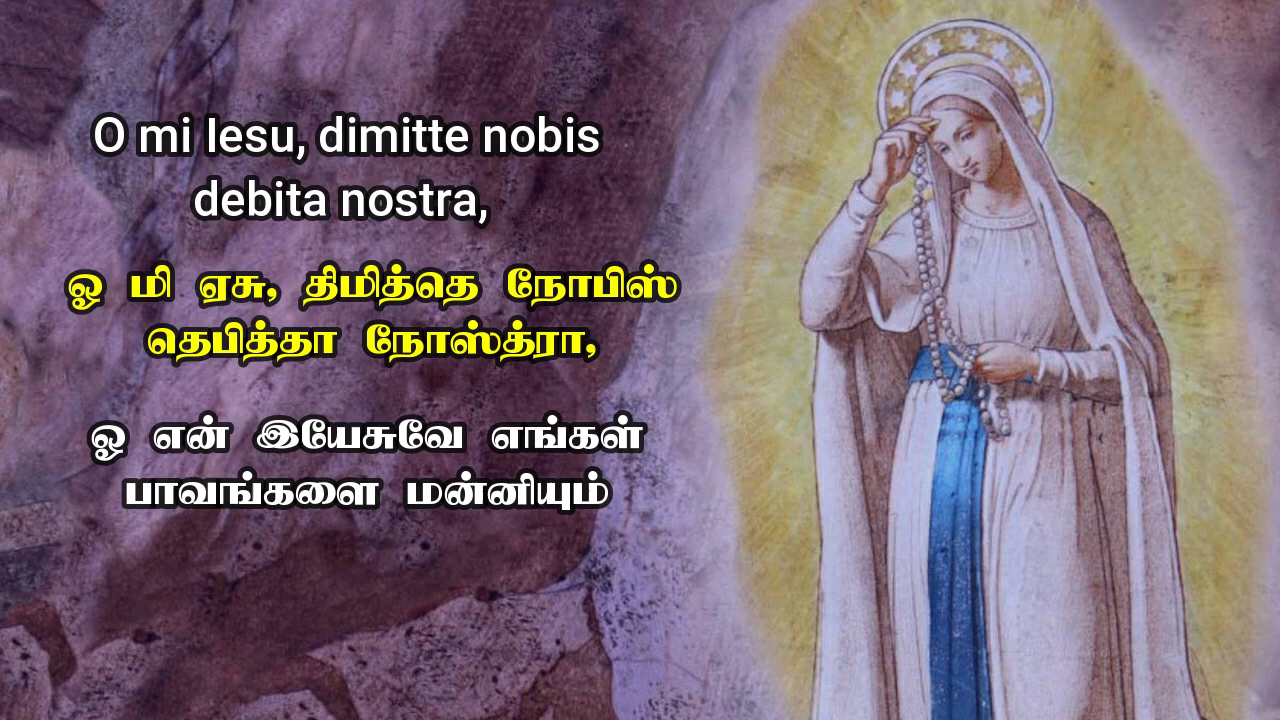 O mi Iesu, dimitte nobis
debita nostra,
ஓ மி ஏசு, திமித்தெ நோபிஸ்
தெபித்தா நோஸ்த்ரா,
ஓ என் இயேசுவே எங்கள்
பாவங்களை மன்னியும்